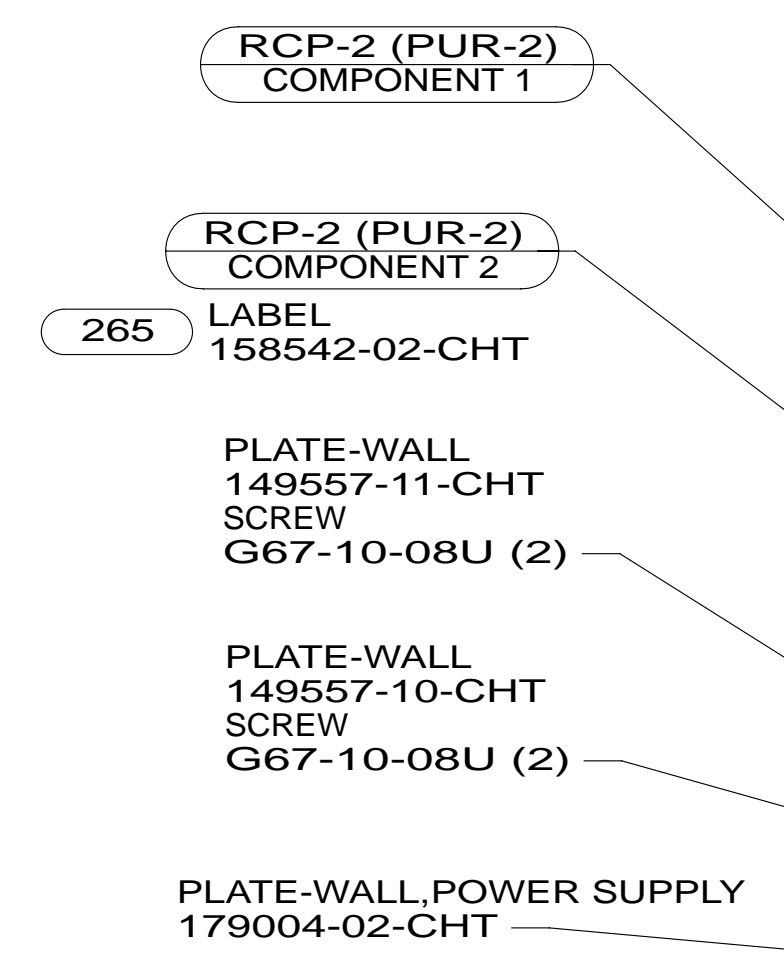 RCP-2 (PUR-2)
COMPONENT 1
RCP-2 (PUR-2)
COMPONENT 2
265
LABEL
158542-02-CHT
PLATE-WALL
149557-11-CHT
SCREW
G67-10-08U (2)
PLATE-WALL
149557-10-CHT
SCREW
G67-10-08U (2)
PLATE-WALL,POWER SUPPLY
179004-02-CHT